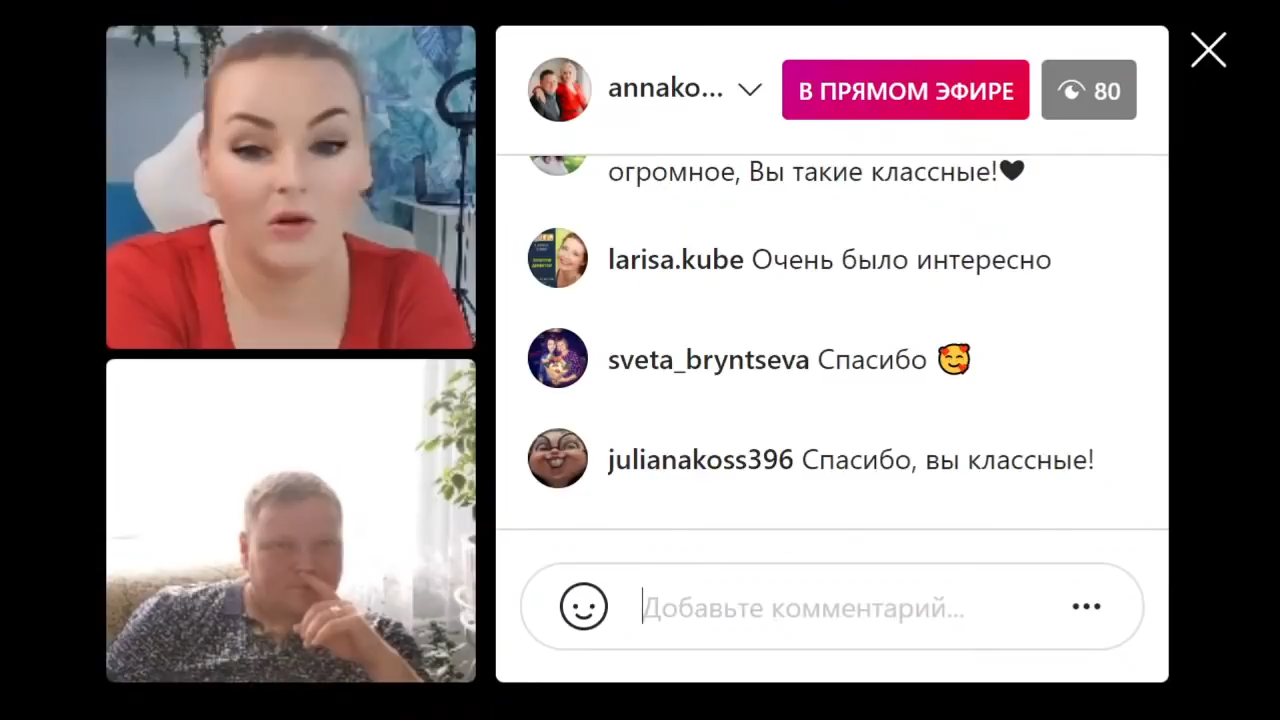 annako...
В ПРЯМОМ ЭФИРЕ
80
огромное, Вы такие классные!🖤
larisa.kube Очень было интересно
sveta_bryntseva Спасибо 🥰
julianakoss396 Спасибо, вы классные!
Добавьте комментарий...